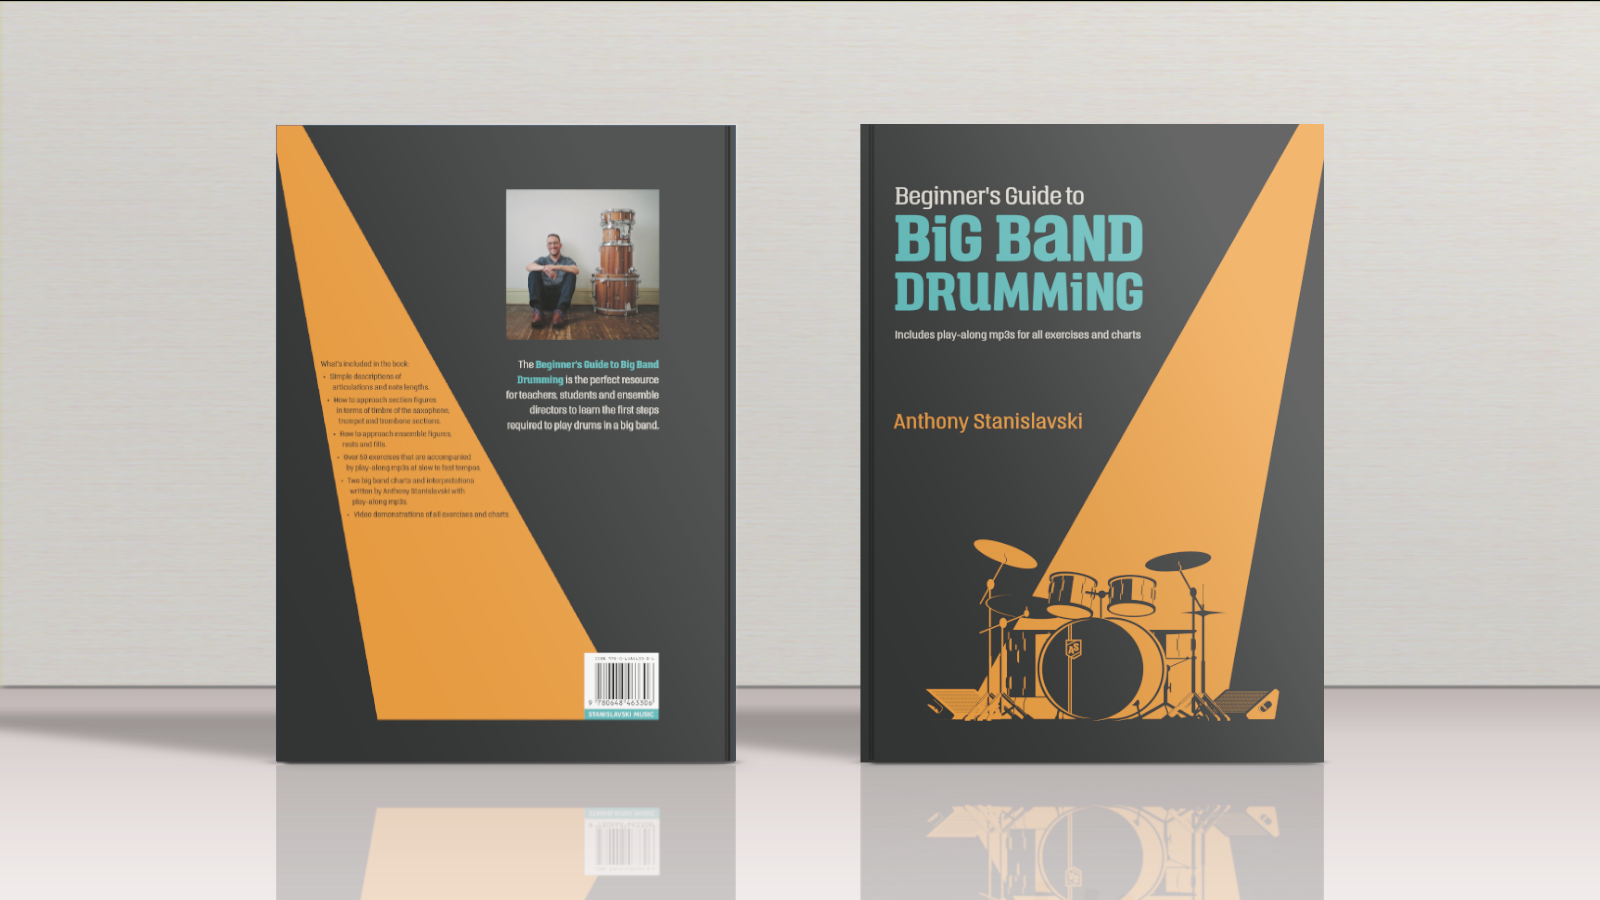 What's included in the book:
• Simple descriptions of
articulations and note lengths.
• How to approach section figures
in terms of timbre of the saxophone,
trumpet and trombone sections.
• How to approach ensemble figures,
rests and fills.
• Over 50 exercises that are accompanied
by play-along mp3s at slow to fast tempos.
• Two big band charts and interpretations
written by Anthony Stanislavski with
play-along mp3s.
• Video demonstrations of all exercises and charts.
The Beginner's Guide to Big Band
Drumming is the perfect resource
for teachers, students and ensemble
directors to learn the first steps
required to play drums in a big band.
9 780648 463306
STANISLAVSKI MUSIC
Beginner's Guide to
BiG BaND
DRuMMiNG
Includes play-along mp3s for all exercises and charts
Anthony Stanislavski
AS